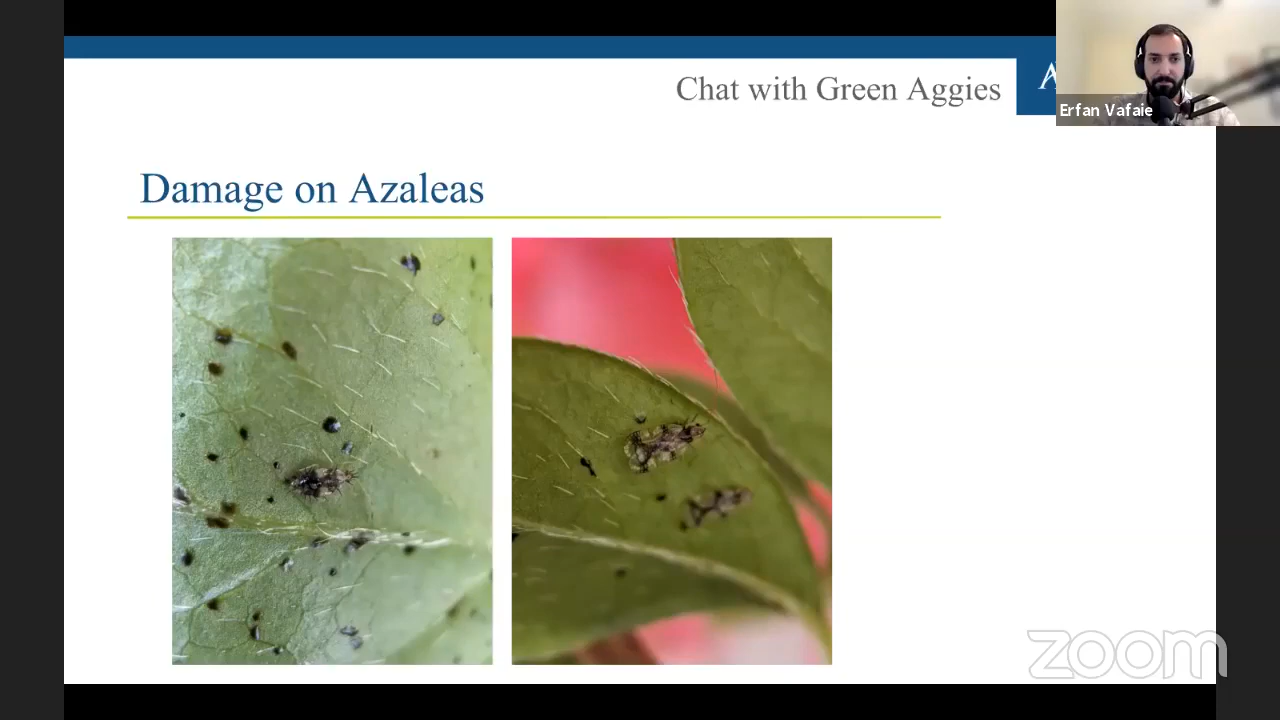 Chat with Green Aggies
A
Erfan Vafaie
Damage on Azaleas
zoom